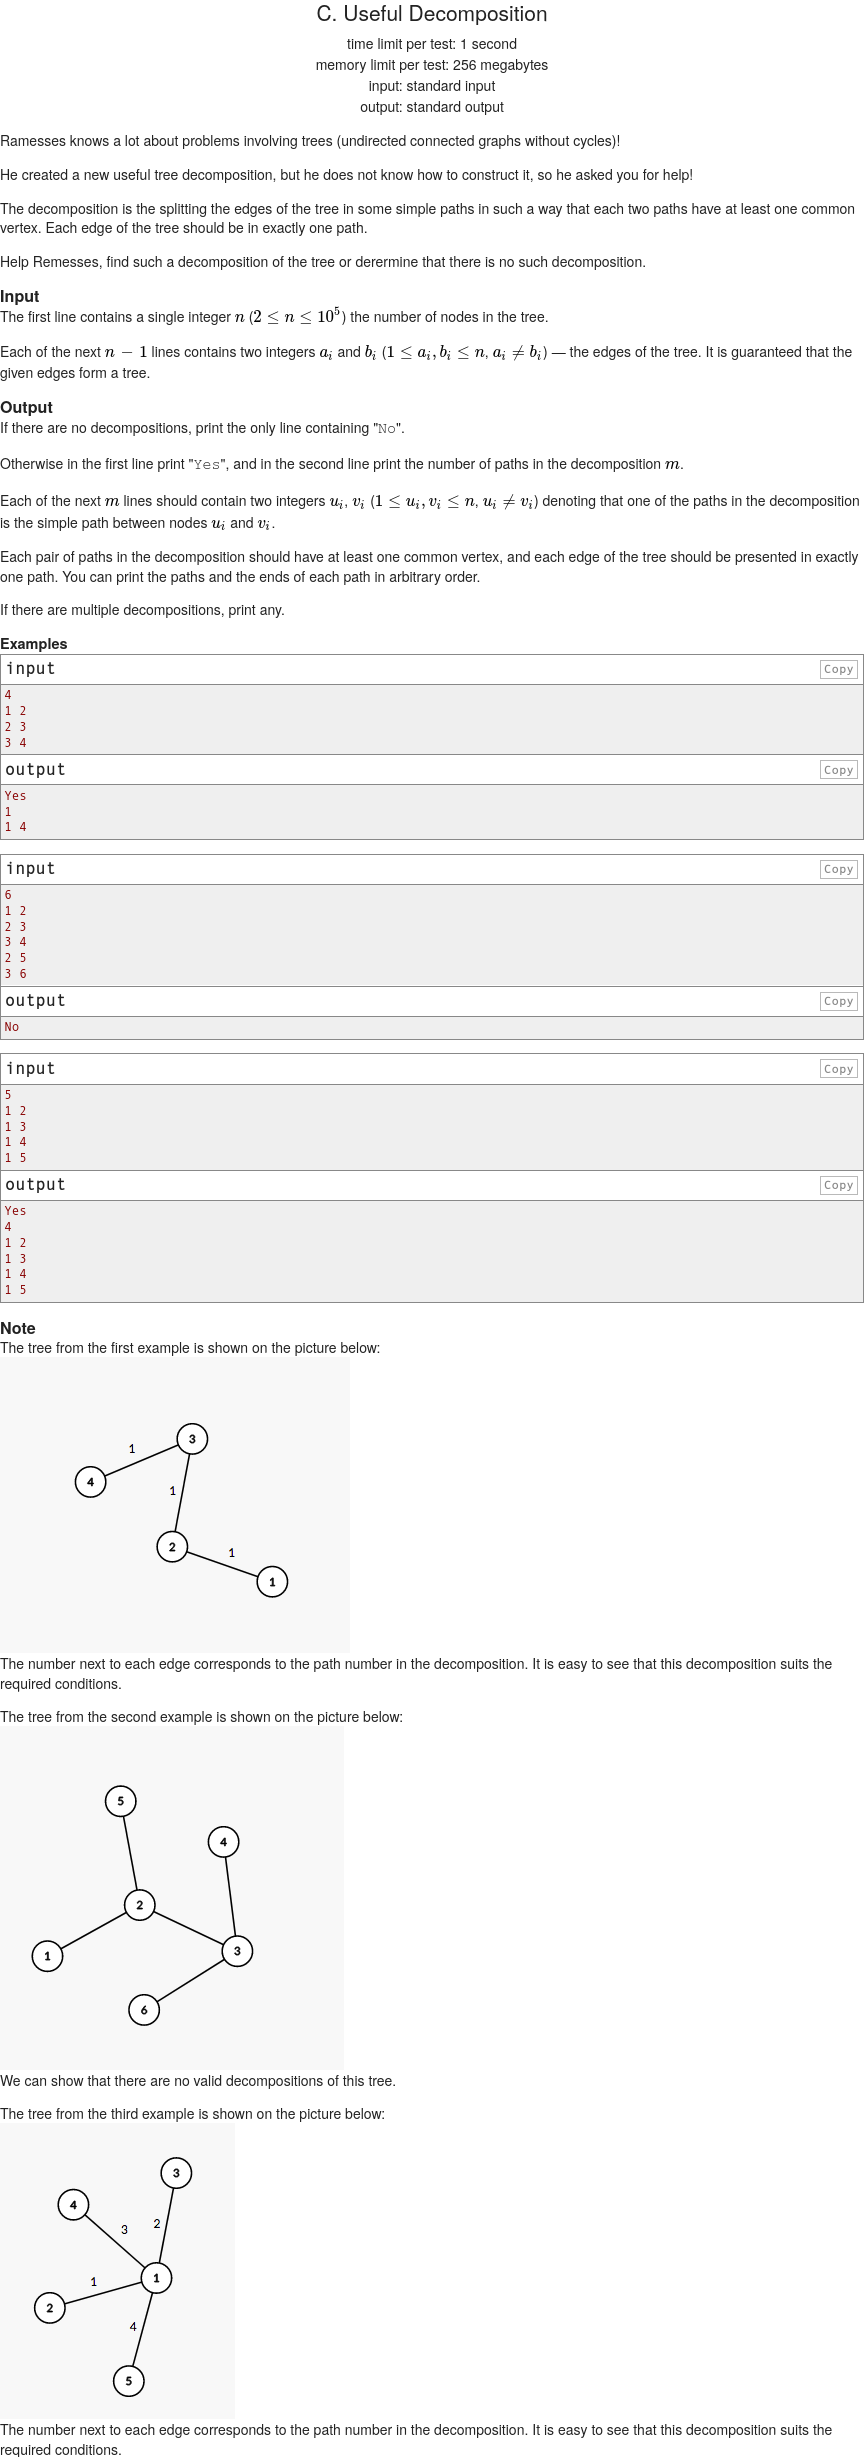 C. Useful Decomposition
time limit per test: 1 second
memory limit per test: 256 megabytes
input: standard input
output: standard output
Ramesses knows a lot about problems involving trees (undirected connected graphs without cycles)!
He created a new useful tree decomposition, but he does not know how to construct it, so he asked you for help!
The decomposition is the splitting the edges of the tree in some simple paths in such a way that each two paths have at least one common
vertex. Each edge of the tree should be in exactly one path.
Help Remesses, find such a decomposition of the tree or derermine that there is no such decomposition.
Input
The first line contains a single integer n (2 ≤ n ≤ 10^5) the number of nodes in the tree.
Each of the next n − 1 lines contains two integers a_i and b_i (1 ≤ a_i, b_i ≤ n, a_i ≠ b_i) — the edges of the tree. It is guaranteed that the
given edges form a tree.
Output
If there are no decompositions, print the only line containing "No".
Otherwise in the first line print "Yes", and in the second line print the number of paths in the decomposition m.
Each of the next m lines should contain two integers u_i, v_i (1 ≤ u_i, v_i ≤ n, u_i ≠ v_i) denoting that one of the paths in the decomposition
is the simple path between nodes u_i and v_i.
Each pair of paths in the decomposition should have at least one common vertex, and each edge of the tree should be presented in exactly
one path. You can print the paths and the ends of each path in arbitrary order.
If there are multiple decompositions, print any.
Examples
input Copy
4
1 2
2 3
3 4
output Copy
Yes
1
1 4
input Copy
6
1 2
2 3
3 4
2 5
3 6
output Copy
No
input Copy
5
1 2
1 3
1 4
1 5
output Copy
Yes
4
1 2
1 3
1 4
1 5
Note
The tree from the first example is shown on the picture below:
3
1
4
1
2
1
1
The number next to each edge corresponds to the path number in the decomposition. It is easy to see that this decomposition suits the
required conditions.
The tree from the second example is shown on the picture below:
5
4
2
3
1
6
We can show that there are no valid decompositions of this tree.
The tree from the third example is shown on the picture below:
3
4
3 2
1
1
2
4
5
The number next to each edge corresponds to the path number in the decomposition. It is easy to see that this decomposition suits the
required conditions.